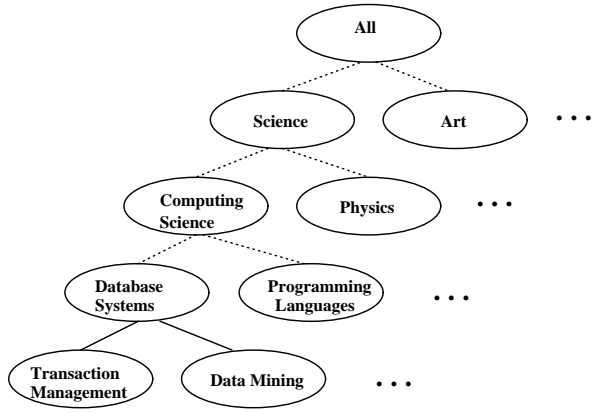 All
Science
Art
. . .
Computing
Science
Physics
. . .
Database
Systems
Programming
Languages
. . .
Transaction
Management
Data Mining
. . .